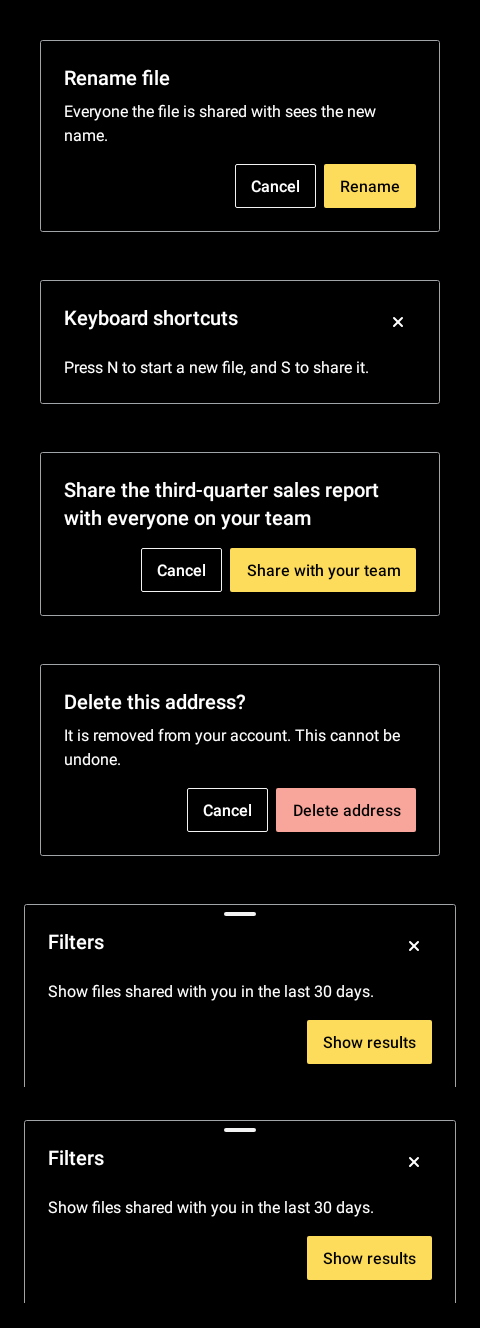 Rename file
Everyone the file is shared with sees the new
name.
Cancel
Rename
Keyboard shortcuts
Press N to start a new file, and S to share it.
Share the third-quarter sales report
with everyone on your team
Cancel
Share with your team
Delete this address?
It is removed from your account. This cannot be
undone.
Cancel
Delete address
Filters
Show files shared with you in the last 30 days.
Show results
Filters
Show files shared with you in the last 30 days.
Show results